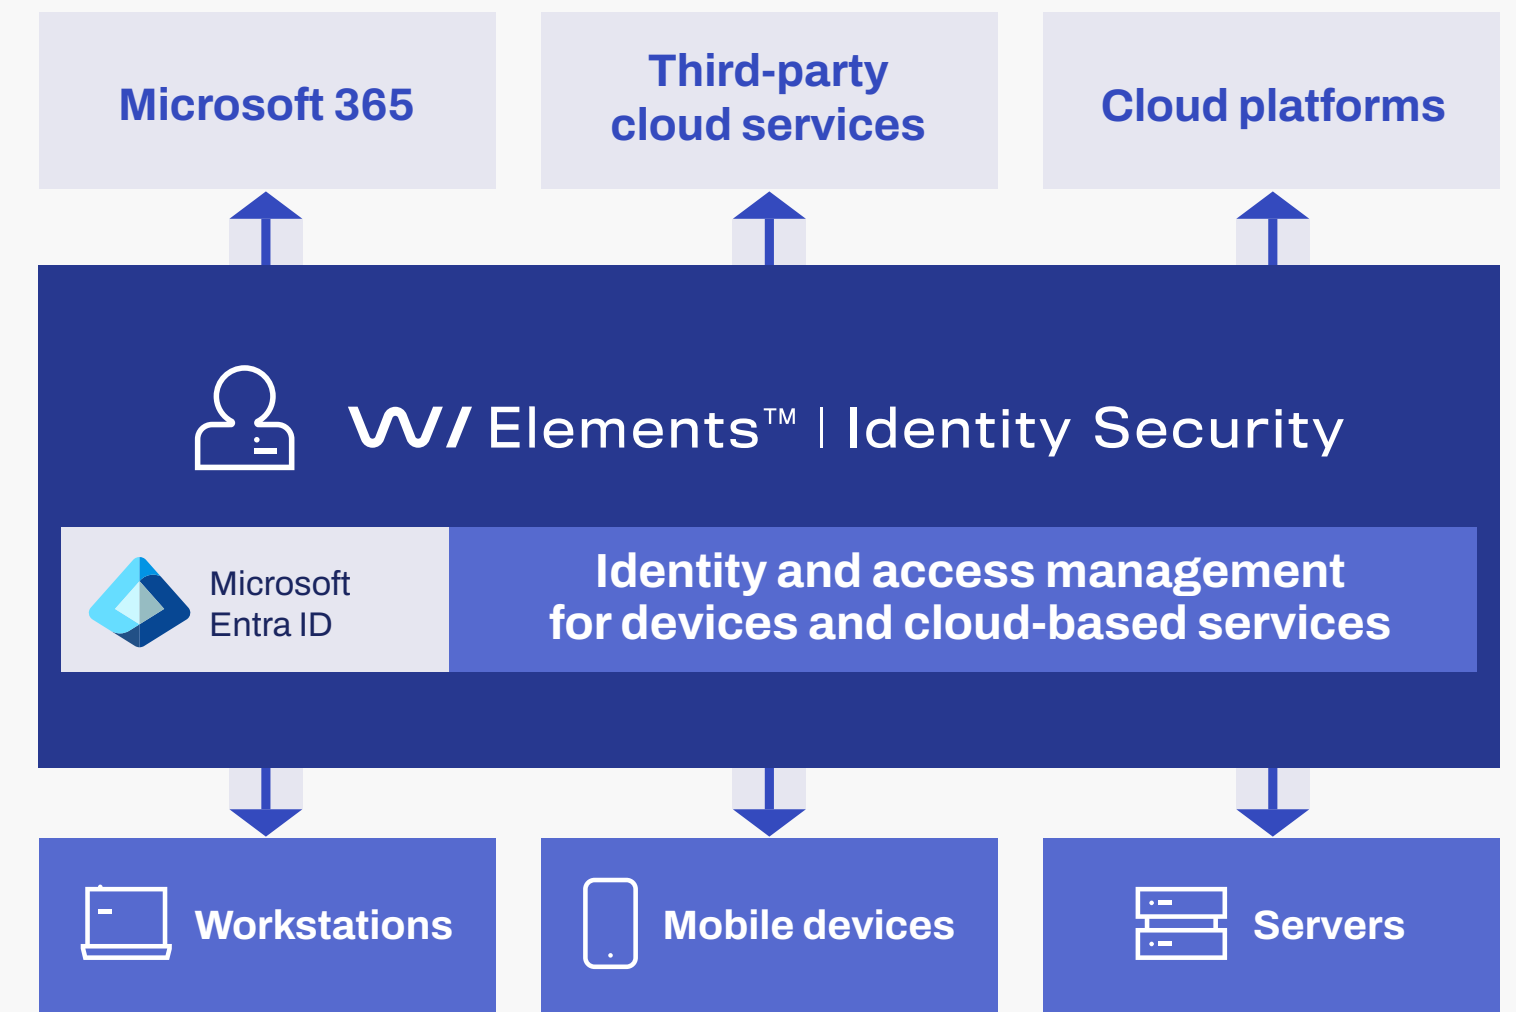 Microsoft 365
Third-party
cloud services
Cloud platforms
W/ Elements™ | Identity Security
Microsoft
Entra ID
Identity and access management
for devices and cloud-based services
Workstations
Mobile devices
Servers